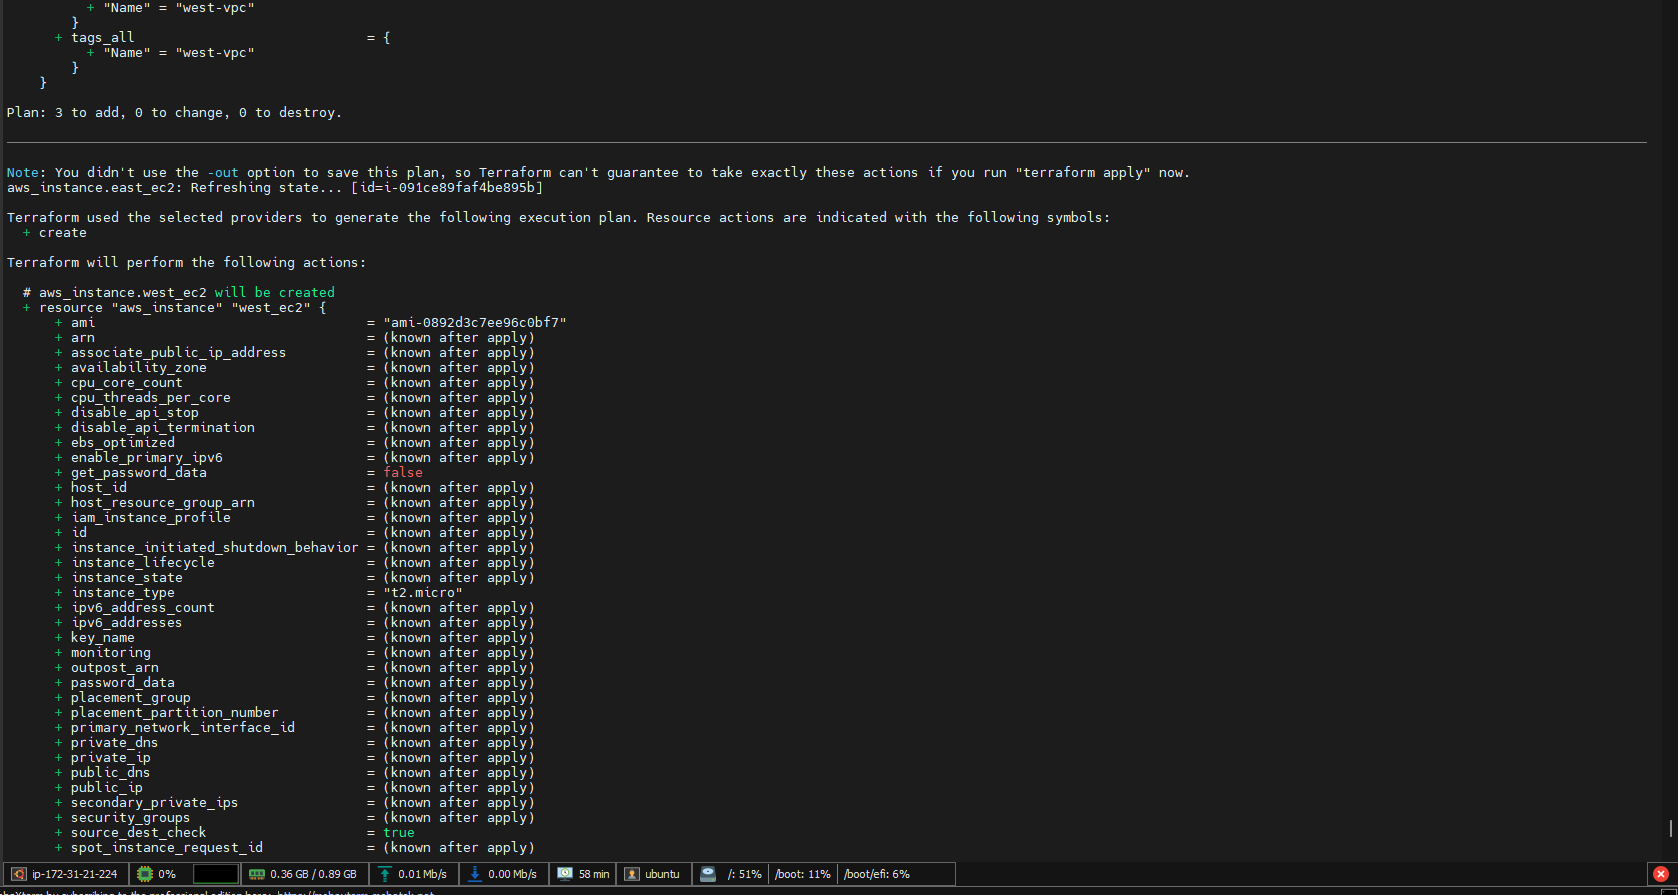 + "Name" = "west-vpc"
}
+ tags_all = {
+ "Name" = "west-vpc"
}
}
Plan: 3 to add, 0 to change, 0 to destroy.
Note: You didn't use the -out option to save this plan, so Terraform can't guarantee to take exactly these actions if you run "terraform apply" now.
aws_instance.east_ec2: Refreshing state... [id=i-091ce89faf4be895b]
Terraform used the selected providers to generate the following execution plan. Resource actions are indicated with the following symbols:
+ create
Terraform will perform the following actions:
# aws_instance.west_ec2 will be created
+ resource "aws_instance" "west_ec2" {
+ ami = "ami-0892d3c7ee96c0bf7"
+ arn = (known after apply)
+ associate_public_ip_address = (known after apply)
+ availability_zone = (known after apply)
+ cpu_core_count = (known after apply)
+ cpu_threads_per_core = (known after apply)
+ disable_api_stop = (known after apply)
+ disable_api_termination = (known after apply)
+ ebs_optimized = (known after apply)
+ enable_primary_ipv6 = (known after apply)
+ get_password_data = false
+ host_id = (known after apply)
+ host_resource_group_arn = (known after apply)
+ iam_instance_profile = (known after apply)
+ id = (known after apply)
+ instance_initiated_shutdown_behavior = (known after apply)
+ instance_lifecycle = (known after apply)
+ instance_state = (known after apply)
+ instance_type = "t2.micro"
+ ipv6_address_count = (known after apply)
+ ipv6_addresses = (known after apply)
+ key_name = (known after apply)
+ monitoring = (known after apply)
+ outpost_arn = (known after apply)
+ password_data = (known after apply)
+ placement_group = (known after apply)
+ placement_partition_number = (known after apply)
+ primary_network_interface_id = (known after apply)
+ private_dns = (known after apply)
+ private_ip = (known after apply)
+ public_dns = (known after apply)
+ public_ip = (known after apply)
+ secondary_private_ips = (known after apply)
+ security_groups = (known after apply)
+ source_dest_check = true
+ spot_instance_request_id = (known after apply)
ip-172-31-21-224 0% 0.36 GB / 0.89 GB 0.01 Mb/s 0.00 Mb/s 58 min ubuntu /: 51% /boot: 11% /boot/efi: 6%
by subscribing to the professional edition here: https://mobaxterm.mobatek.net